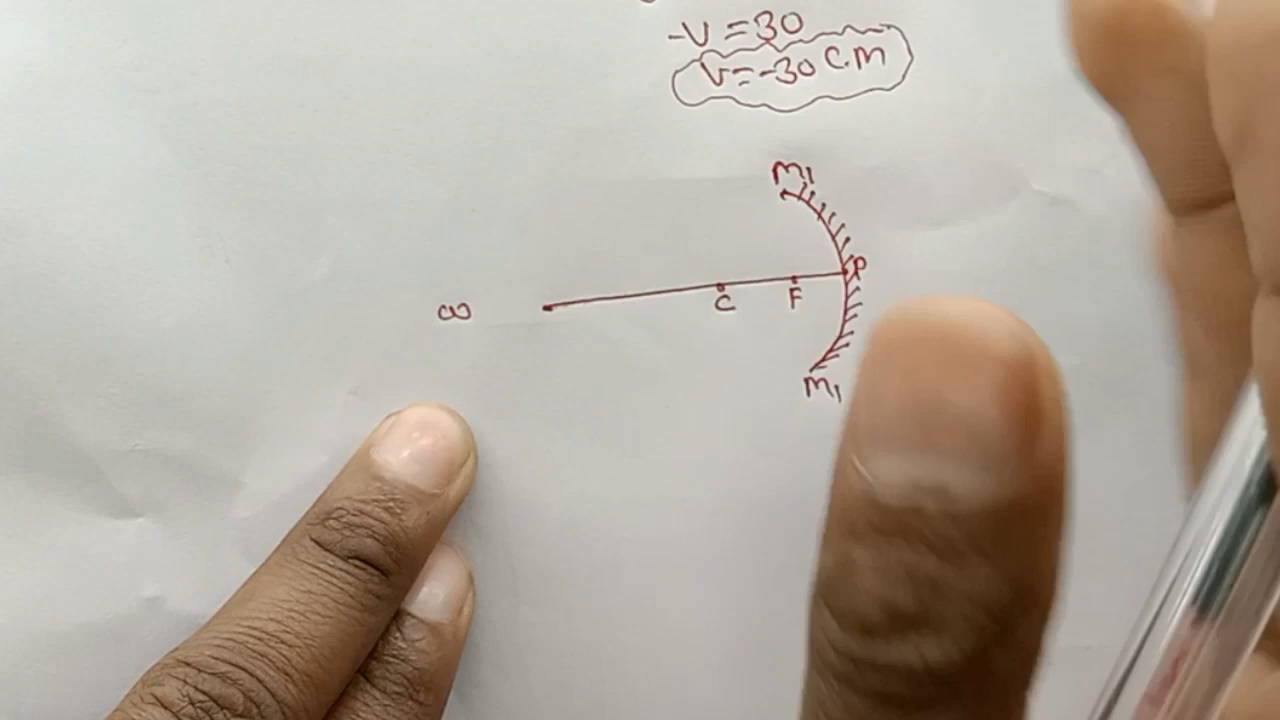 -V = 30
V = -30 C.m
M1
P
∞
C
F
M1